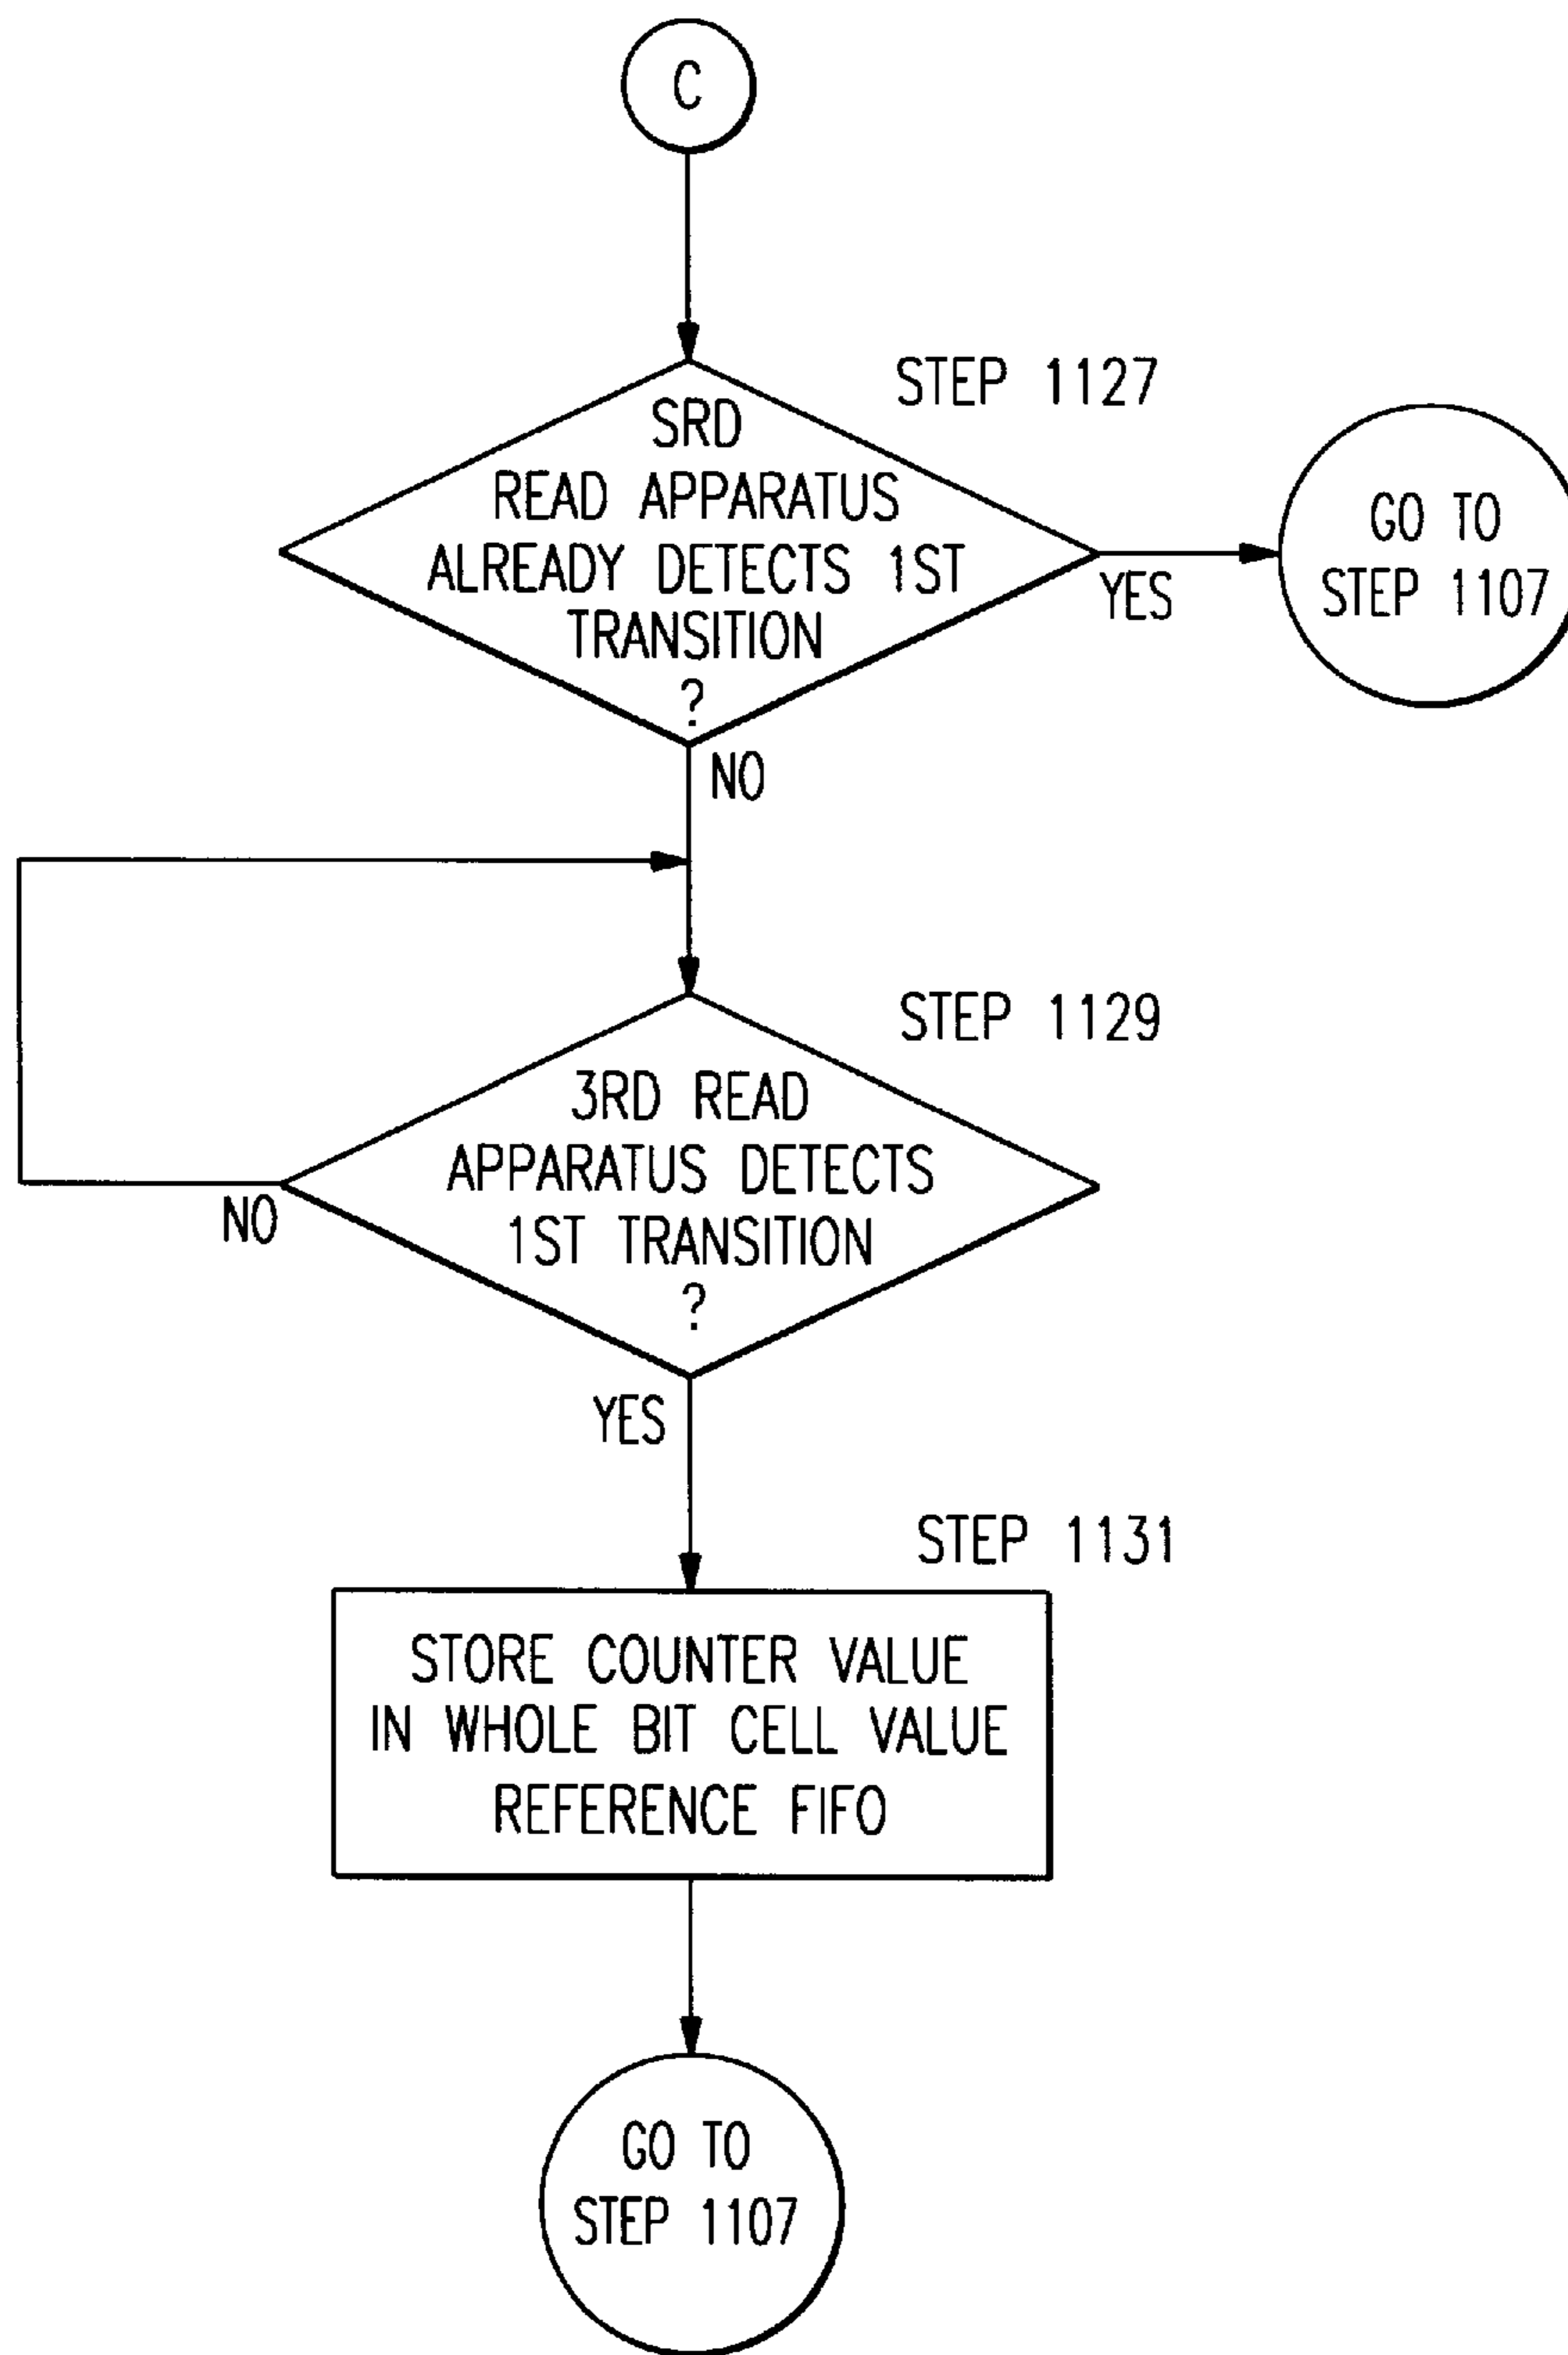 C
STEP 1127
SRD
READ APPARATUS
ALREADY DETECTS 1ST
TRANSITION
?
YES
GO TO
STEP 1107
NO
STEP 1129
3RD READ
APPARATUS DETECTS
1ST TRANSITION
?
NO
YES
STEP 1131
STORE COUNTER VALUE
IN WHOLE BIT CELL VALUE
REFERENCE FIFO
GO TO
STEP 1107